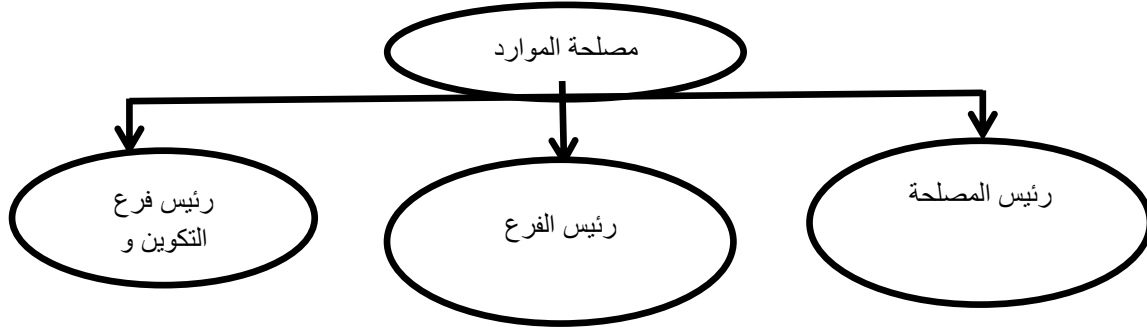 مصلحة الموارد
رئيس المصلحة
رئيس الفرع
رئيس فرع
التكوين و